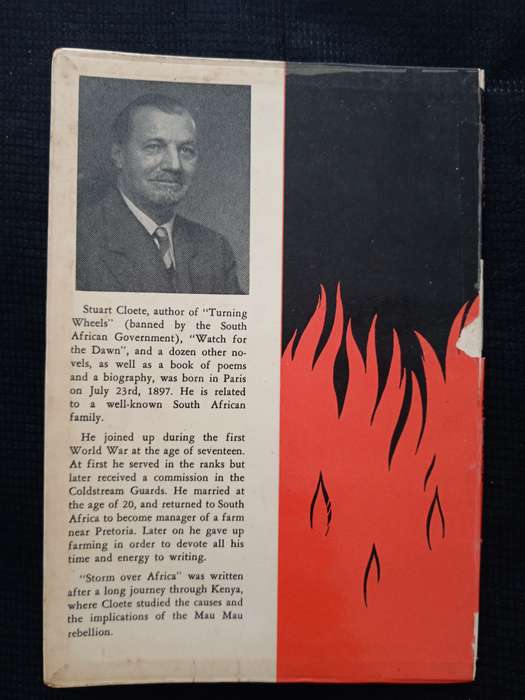 Stuart Cloete, author of "Turning
Wheels" (banned by the South
African Government), "Watch for
the Dawn", and a dozen other no-
vels, as well as a book of poems
and a biography, was born in Paris
on July 23rd, 1897. He is related
to a well-known South African
family.
He joined up during the first
World War at the age of seventeen.
At first he served in the ranks but
later received a commission in the
Coldstream Guards. He married at
the age of 20, and returned to South
Africa to become manager of a farm
near Pretoria. Later on he gave up
farming in order to devote all his
time and energy to writing.
"Storm over Africa" was written
after a long journey through Kenya,
where Cloete studied the causes and
the implications of the Mau Mau
rebellion.